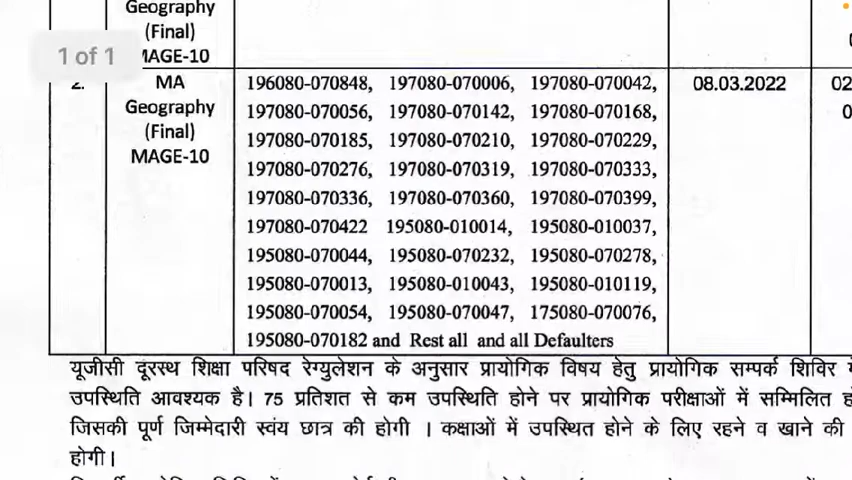 Geography
(Final)
MAGE-10
1 of 1
2. MA Geography (Final) MAGE-10
196080-070848, 197080-070006, 197080-070042,
197080-070056, 197080-070142, 197080-070168,
197080-070185, 197080-070210, 197080-070229,
197080-070276, 197080-070319, 197080-070333,
197080-070336, 197080-070360, 197080-070399,
197080-070422 195080-010014, 195080-010037,
195080-070044, 195080-070232, 195080-070278,
195080-070013, 195080-010043, 195080-010119,
195080-070054, 195080-070047, 175080-070076,
195080-070182 and Rest all and all Defaulters
08.03.2022
02
0
यूजीसी दूरस्थ शिक्षा परिषद रेग्युलेशन के अनुसार प्रायोगिक विषय हेतु प्रायोगिक सम्पर्क शिविर
उपस्थिति आवश्यक है। 75 प्रतिशत से कम उपस्थिति होने पर प्रायोगिक परीक्षाओं में सम्मिलित
जिसकी पूर्ण जिम्मेदारी स्वंय छात्र की होगी । कक्षाओं में उपस्थित होने के लिए रहने व खाने की
होगी।